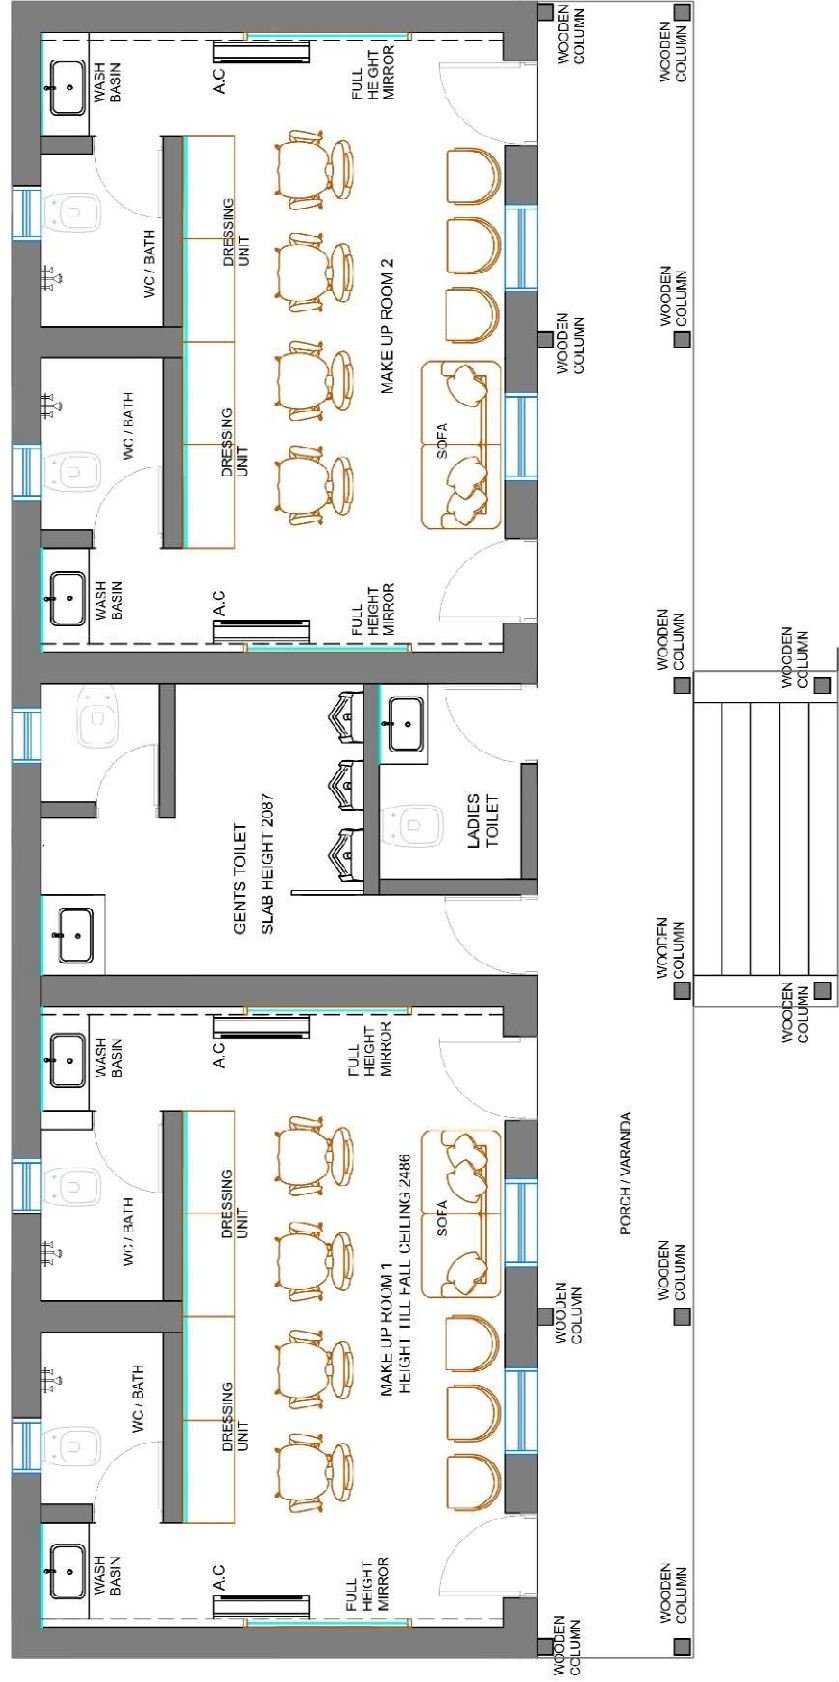 WASH
BASIN
WC / BATH
WC / BATH
WASH
BASIN
WASH
BASIN
WC / BATH
WC / BATH
WASH
BASIN
A.C
DRESSING
UNIT
DRESSING
UNIT
A.C
GENTS TOILET
SLAB HEIGHT 2087
A.C
DRESSING
UNIT
DRESSING
UNIT
A.C
FULL
HEIGHT
MIRROR
MAKE UP ROOM 1
HEIGHT TILL FALL CEILING 2486
FULL
HEIGHT
MIRROR
FULL
HEIGHT
MIRROR
MAKE UP ROOM 2
FULL
HEIGHT
MIRROR
SOFA
LADIES
TOILET
SOFA
WOODEN
COLUMN
WOODEN
COLUMN
WOODEN
COLUMN
WOODEN
COLUMN
PORCH / VARANDA
WOODEN
COLUMN
WOODEN
COLUMN
WOODEN
COLUMN
WOODEN
COLUMN
WOODEN
COLUMN
WOODEN
COLUMN
WOODEN
COLUMN
WOODEN
COLUMN